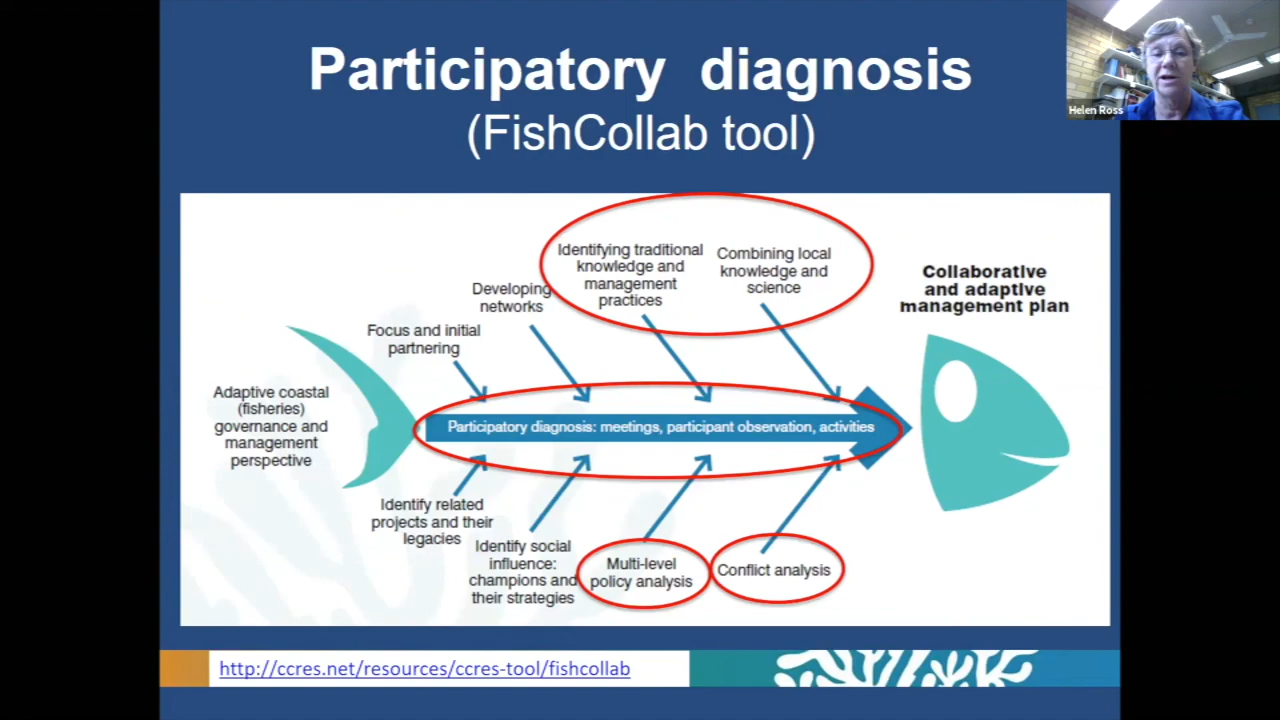 Participatory diagnosis
(FishCollab tool)
Helen Ross
Identifying traditional
knowledge and
management
practices
Combining local
knowledge and
science
Developing
networks
Focus and initial
partnering
Collaborative
and adaptive
management plan
Adaptive coastal
(fisheries)
governance and
management
perspective
Participatory diagnosis: meetings, participant observation, activities
Identify related
projects and their
legacies
Identify social
influence:
champions and
their strategies
Multi-level
policy analysis
Conflict analysis
http://ccres.net/resources/ccres-tool/fishcollab